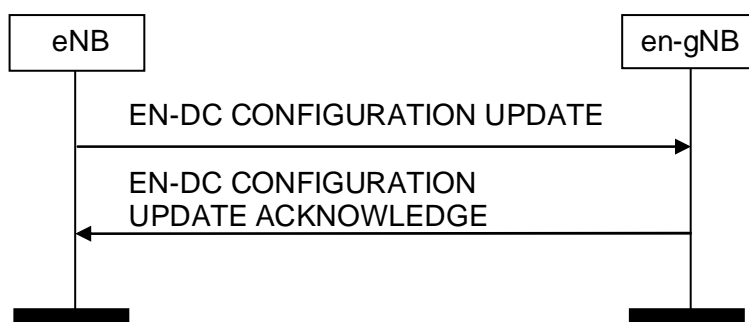 eNB
en-gNB
EN-DC CONFIGURATION UPDATE
EN-DC CONFIGURATION
UPDATE ACKNOWLEDGE